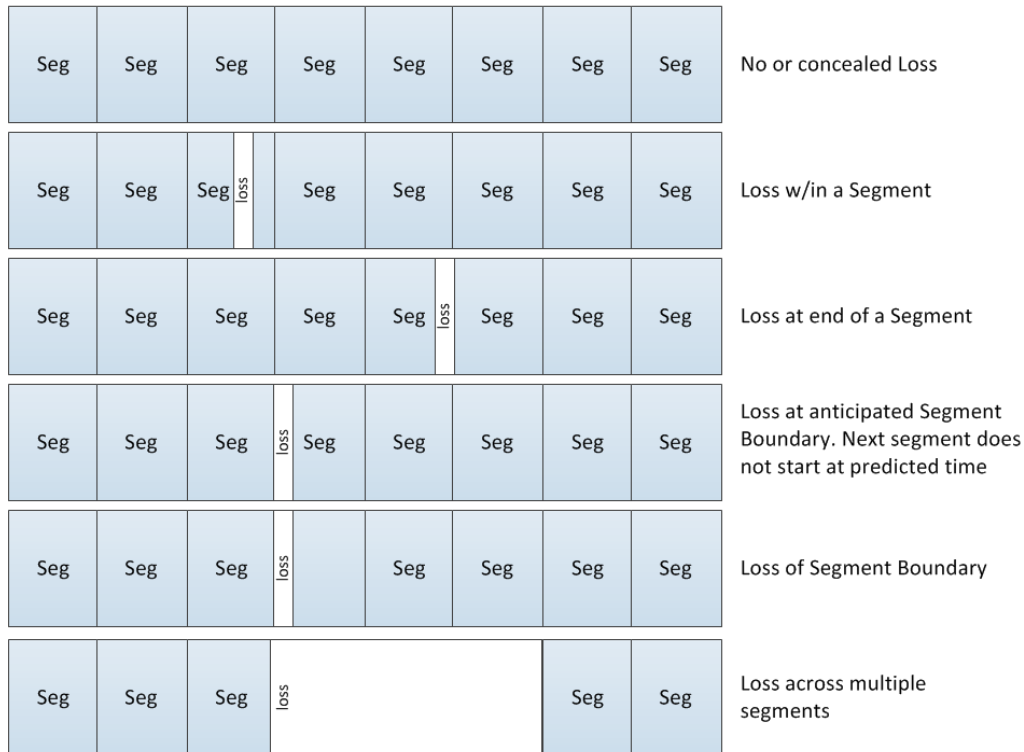 Seg Seg Seg Seg Seg Seg Seg Seg No or concealed Loss
Seg Seg Seg loss Seg Seg Seg Seg Seg Loss w/in a Segment
Seg Seg Seg Seg Seg loss Seg Seg Seg Loss at end of a Segment
Seg Seg Seg loss Seg Seg Seg Seg Seg Loss at anticipated Segment
Boundary. Next segment does
not start at predicted time
Seg Seg Seg loss Seg Seg Seg Seg Loss of Segment Boundary
Seg Seg Seg loss Seg Seg Loss across multiple
segments